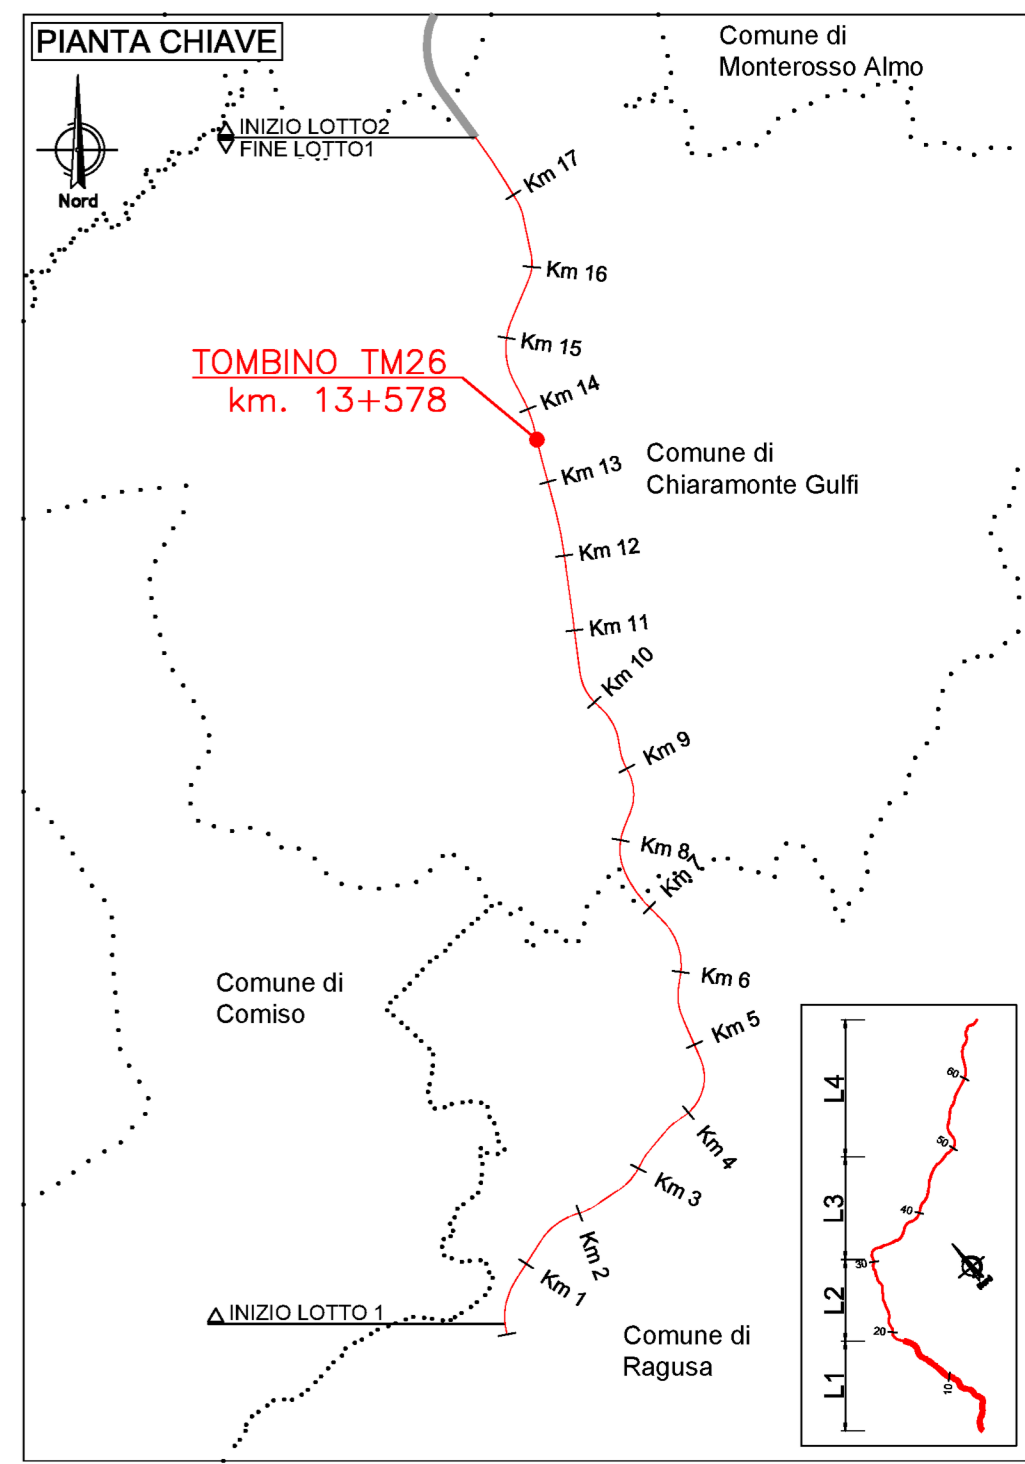 PIANTA CHIAVE
Comune di
Monterosso Almo
INIZIO LOTTO2
FINE LOTTO1
Nord
Km 17
Km 16
Km 15
TOMBINO TM26
km. 13+578
Km 14
Comune di
Chiaramonte Gulfi
Km 13
Km 12
Km 11
Km 10
Km 9
Km 8
Km 7
Km 6
Comune di
Comiso
Km 5
Km 4
Km 3
Km 2
Km 1
INIZIO LOTTO 1
Comune di
Ragusa
L4
60
50
L3
40
30
L2
20
L1
10